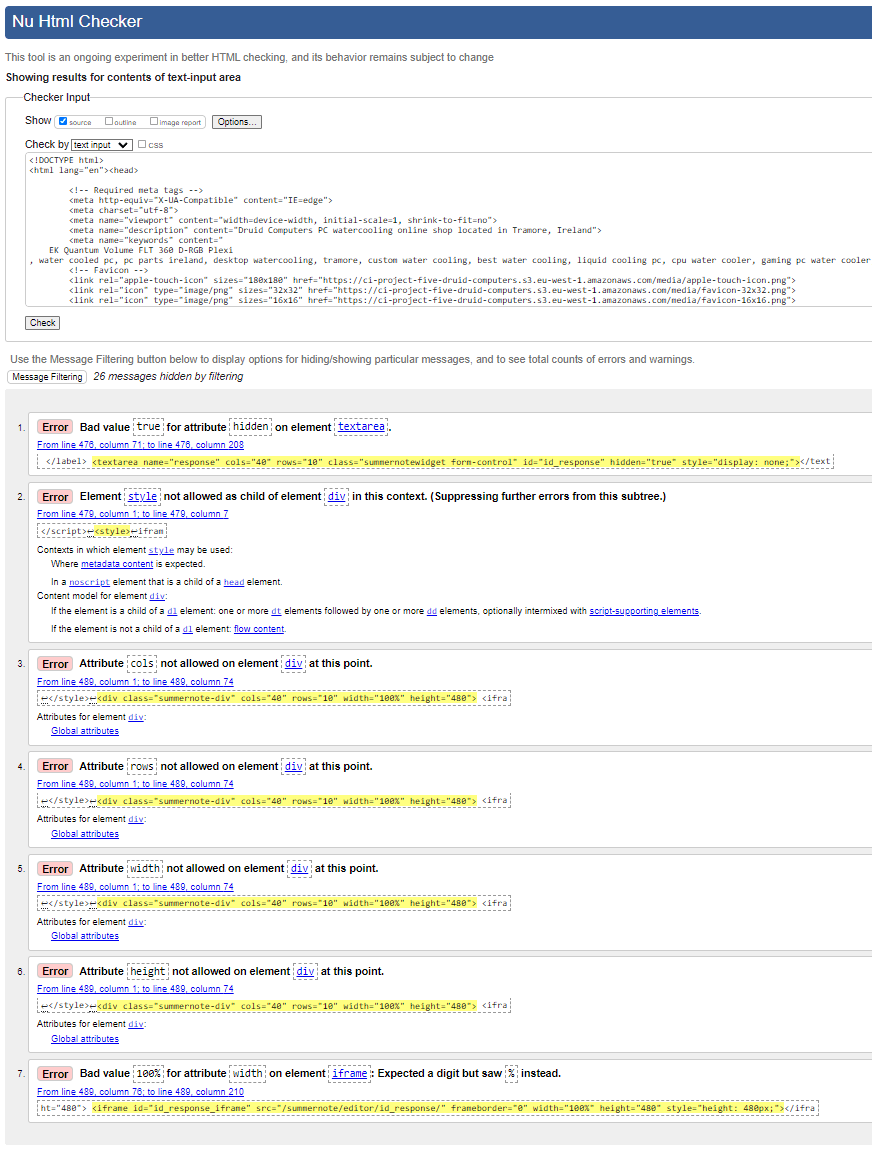 Nu Html Checker
This tool is an ongoing experiment in better HTML checking, and its behavior remains subject to change
Showing results for contents of text-input area
Checker Input
Show source outline image report Options...
Check by text input css
<!DOCTYPE html>
<html lang="en"><head>
<!-- Required meta tags -->
<meta http-equiv="X-UA-Compatible" content="IE=edge">
<meta charset="utf-8">
<meta name="viewport" content="width=device-width, initial-scale=1, shrink-to-fit=no">
<meta name="description" content="Druid Computers PC watercooling online shop located in Tramore, Ireland">
<meta name="keywords" content="
EK Quantum Volume FLT 360 D-RGB Plexi
, water cooled pc, pc parts ireland, desktop watercooling, tramore, custom water cooling, best water cooling, liquid cooling pc, cpu water cooler, gaming pc water cooler
<!-- Favicon -->
<link rel="apple-touch-icon" sizes="180x180" href="https://ci-project-five-druid-computers.s3.eu-west-1.amazonaws.com/media/apple-touch-icon.png">
<link rel="icon" type="image/png" sizes="32x32" href="https://ci-project-five-druid-computers.s3.eu-west-1.amazonaws.com/media/favicon-32x32.png">
<link rel="icon" type="image/png" sizes="16x16" href="https://ci-project-five-druid-computers.s3.eu-west-1.amazonaws.com/media/favicon-16x16.png">
Check
Use the Message Filtering button below to display options for hiding/showing particular messages, and to see total counts of errors and warnings.
Message Filtering 26 messages hidden by filtering
1. Error Bad value true for attribute hidden on element textarea.
From line 476, column 71; to line 476, column 208
</label> <textarea name="response" cols="40" rows="10" class="summernotewidget form-control" id="id_response" hidden="true" style="display: none;"></text
2. Error Element style not allowed as child of element div in this context. (Suppressing further errors from this subtree.)
From line 479, column 1; to line 479, column 7
</script>↩<style>↩ifram
Contexts in which element style may be used:
Where metadata content is expected.
In a noscript element that is a child of a head element.
Content model for element div:
If the element is a child of a dl element: one or more dt elements followed by one or more dd elements, optionally intermixed with script-supporting elements.
If the element is not a child of a dl element: flow content.
3. Error Attribute cols not allowed on element div at this point.
From line 489, column 1; to line 489, column 74
↩</style>↩<div class="summernote-div" cols="40" rows="10" width="100%" height="480"> <ifra
Attributes for element div:
Global attributes
4. Error Attribute rows not allowed on element div at this point.
From line 489, column 1; to line 489, column 74
↩</style>↩<div class="summernote-div" cols="40" rows="10" width="100%" height="480"> <ifra
Attributes for element div:
Global attributes
5. Error Attribute width not allowed on element div at this point.
From line 489, column 1; to line 489, column 74
↩</style>↩<div class="summernote-div" cols="40" rows="10" width="100%" height="480"> <ifra
Attributes for element div:
Global attributes
6. Error Attribute height not allowed on element div at this point.
From line 489, column 1; to line 489, column 74
↩</style>↩<div class="summernote-div" cols="40" rows="10" width="100%" height="480"> <ifra
Attributes for element div:
Global attributes
7. Error Bad value 100% for attribute width on element iframe: Expected a digit but saw % instead.
From line 489, column 76; to line 489, column 210
ht="480"> <iframe id="id_response_iframe" src="/summernote/editor/id_response/" frameborder="0" width="100%" height="480" style="height: 480px;"></ifra